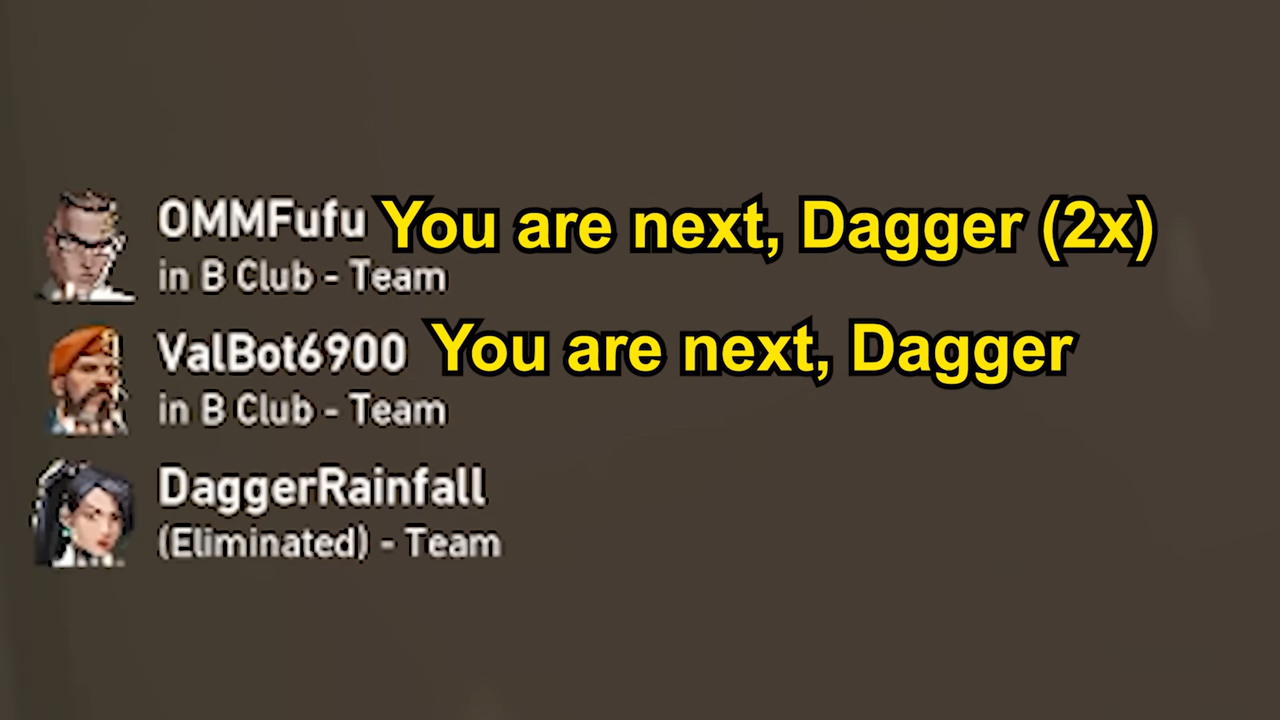 OMMFufu You are next, Dagger (2x)
in B Club - Team
ValBot6900 You are next, Dagger
in B Club - Team
DaggerRainfall
(Eliminated) - Team